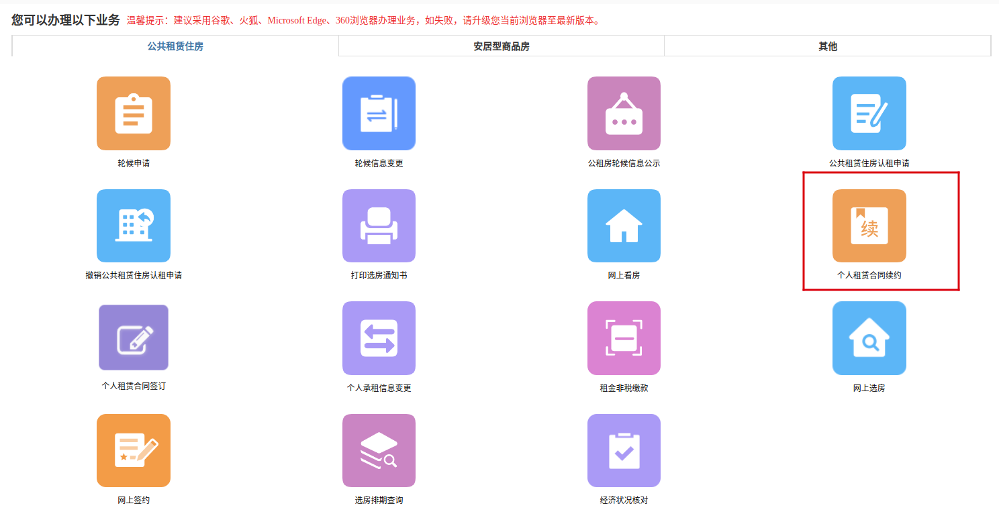 您可以办理以下业务 温馨提示：建议采用谷歌、火狐、Microsoft Edge、360浏览器办理业务，如失败，请升级您当前浏览器至最新版本。
公共租赁住房 安居型商品房 其他
轮候申请 轮候信息变更 公租房轮候信息公示 公共租赁住房认租申请
续
撤销公共租赁住房认租申请 打印选房通知书 网上看房 个人租赁合同续约
个人租赁合同签订 个人承租信息变更 租金非税缴款 网上选房
网上签约 选房排期查询 经济状况核对